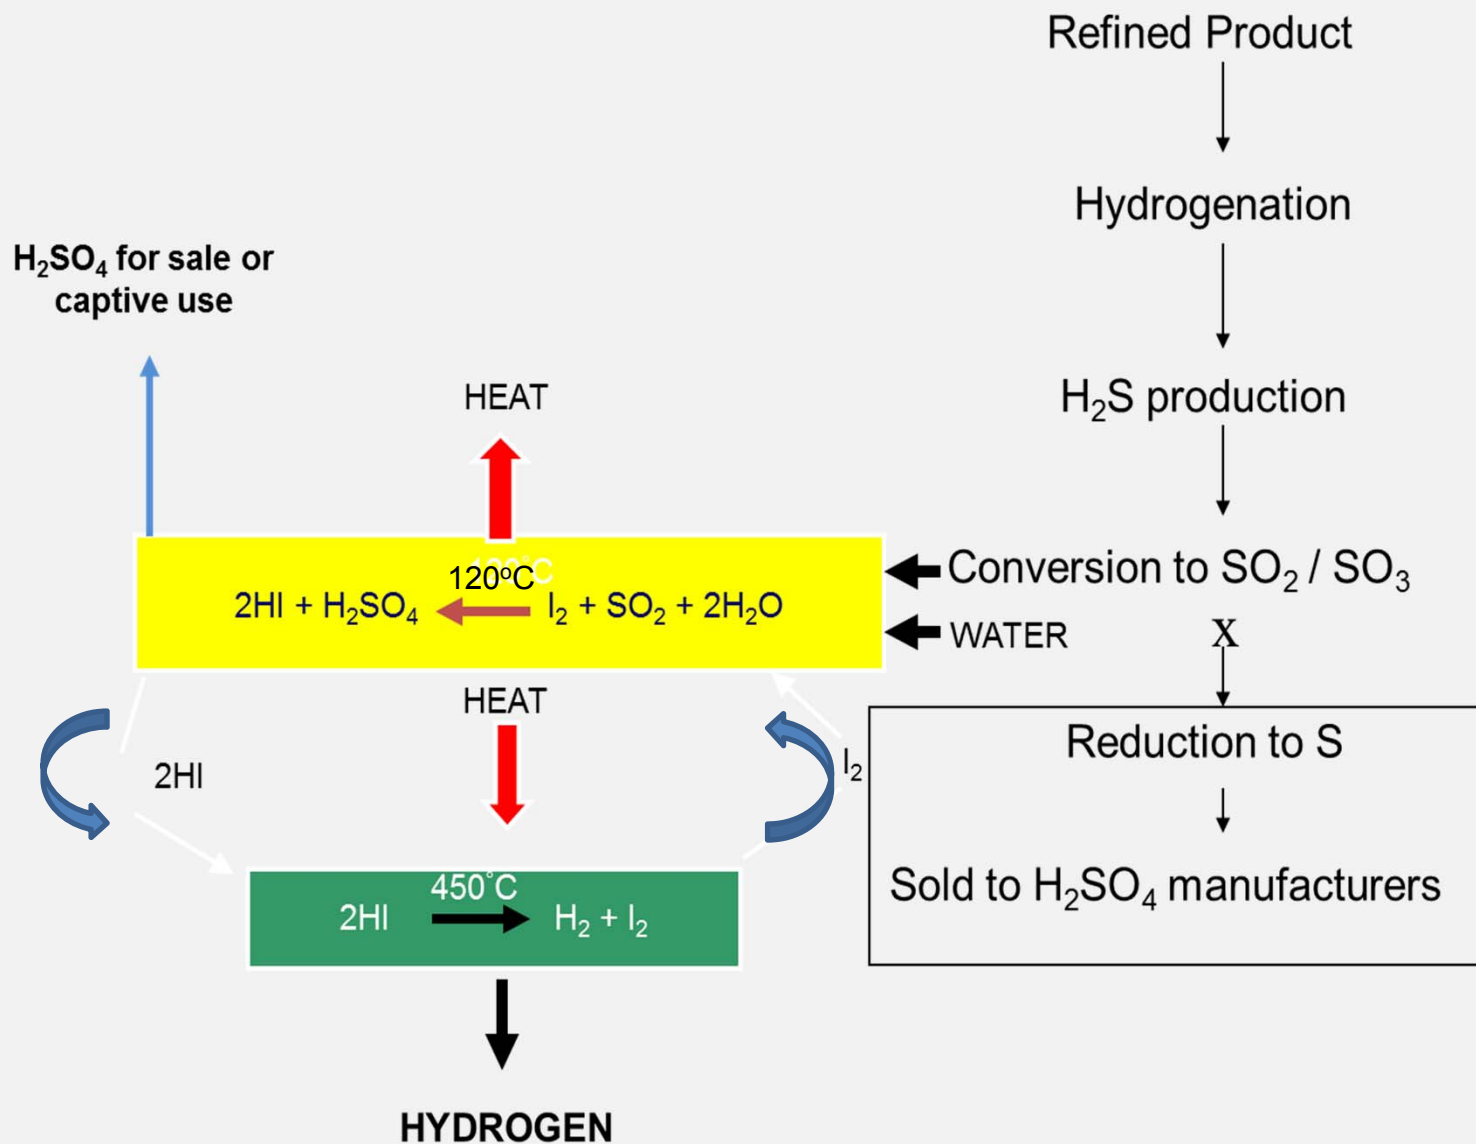 Refined Product
Hydrogenation
H₂SO₄ for sale or
captive use
HEAT
H₂S production
120°C
2HI + H₂SO₄ I₂ + SO₂ + 2H₂O
Conversion to SO₂ / SO₃
WATER
X
HEAT
2HI
I₂
Reduction to S
450°C
2HI H₂ + I₂
Sold to H₂SO₄ manufacturers
HYDROGEN